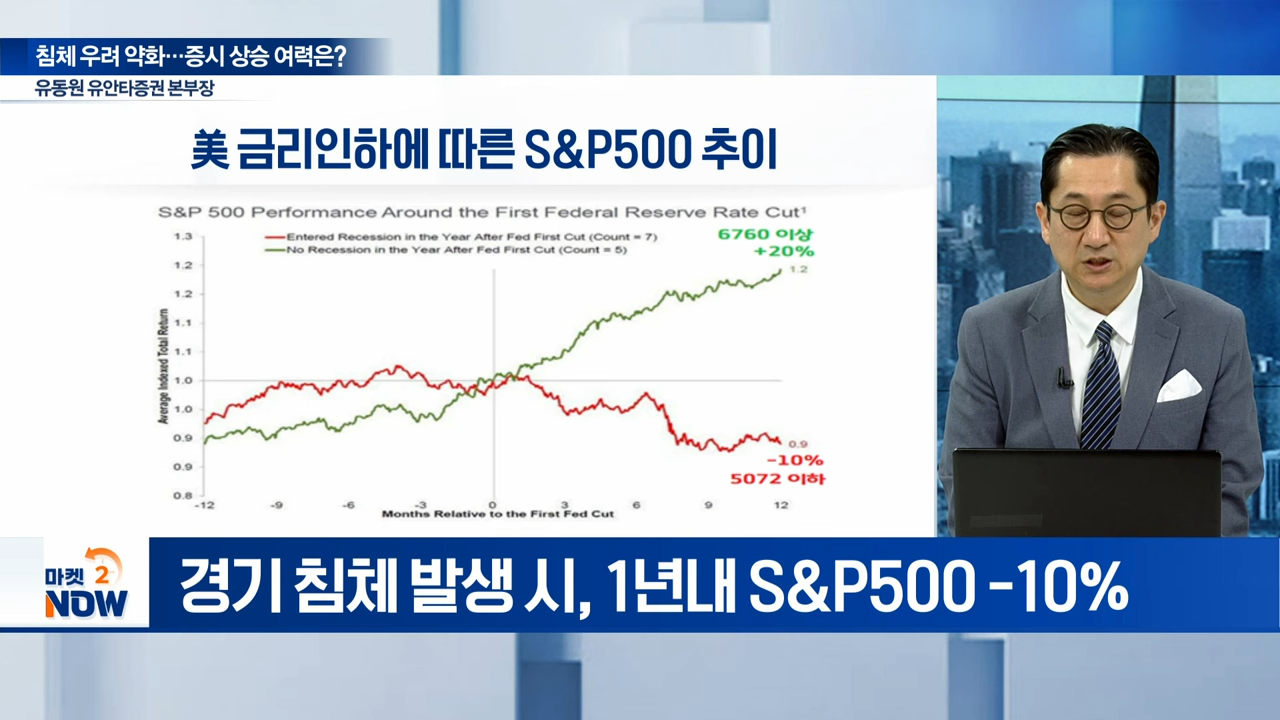 침체 우려 약화…증시 상승 여력은?
유동원 유안타증권 본부장
美 금리인하에 따른 S&P500 추이
S&P 500 Performance Around the First Federal Reserve Rate Cut¹
Entered Recession in the Year After Fed First Cut (Count = 7)
No Recession in the Year After Fed First Cut (Count = 5)
6760 이상
+20%
1.2
Average Indexed Total Return
1.3
1.2
1.2
1.1
1.1
1.0
1.0
0.9
0.9
0.8
0.9
-10%
5072 이하
-12
-9
-6
-3
0
3
6
9
12
Months Relative to the First Fed Cut
마켓 2
NOW
경기 침체 발생 시, 1년내 S&P500 -10%